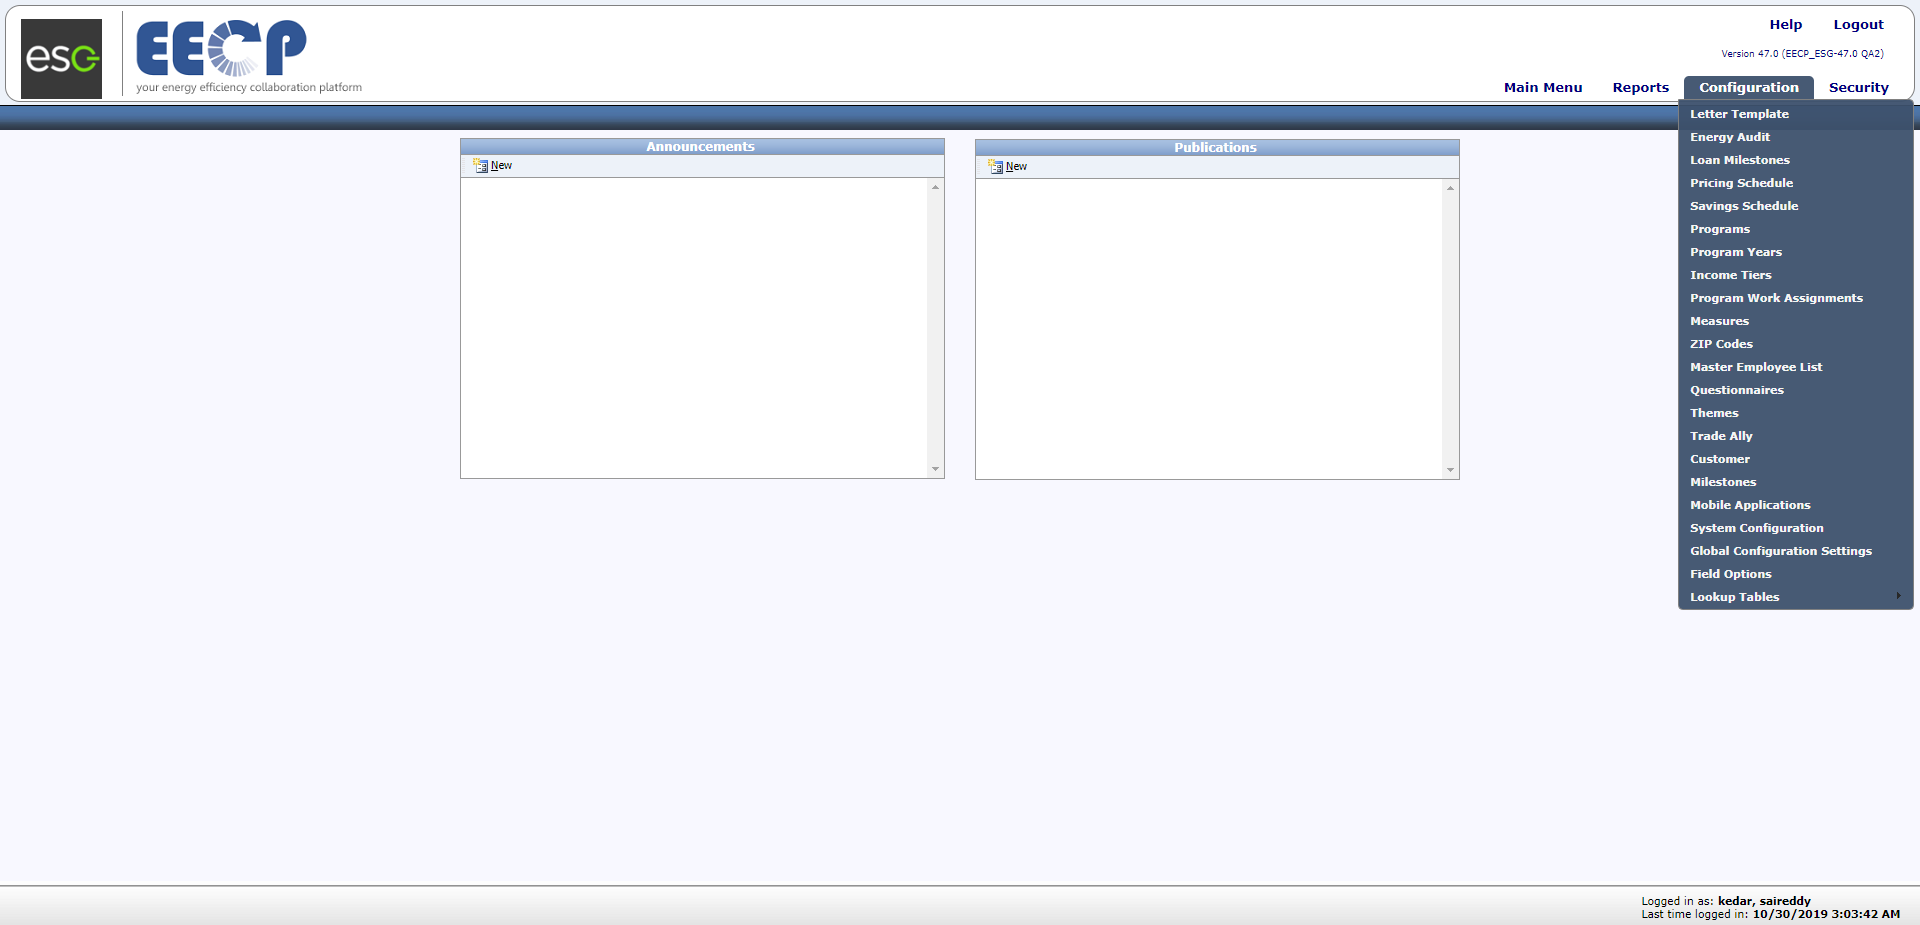 Help Logout
Version 47.0 (EECP_ESG-47.0 QA2)
esg
EECP
your energy efficiency collaboration platform
Main Menu Reports Configuration Security
Letter Template
Energy Audit
Loan Milestones
Pricing Schedule
Savings Schedule
Programs
Program Years
Income Tiers
Program Work Assignments
Measures
ZIP Codes
Master Employee List
Questionnaires
Themes
Trade Ally
Customer
Milestones
Mobile Applications
System Configuration
Global Configuration Settings
Field Options
Lookup Tables
Announcements
New
Publications
New
Logged in as: kedar, saireddy
Last time logged in: 10/30/2019 3:03:42 AM